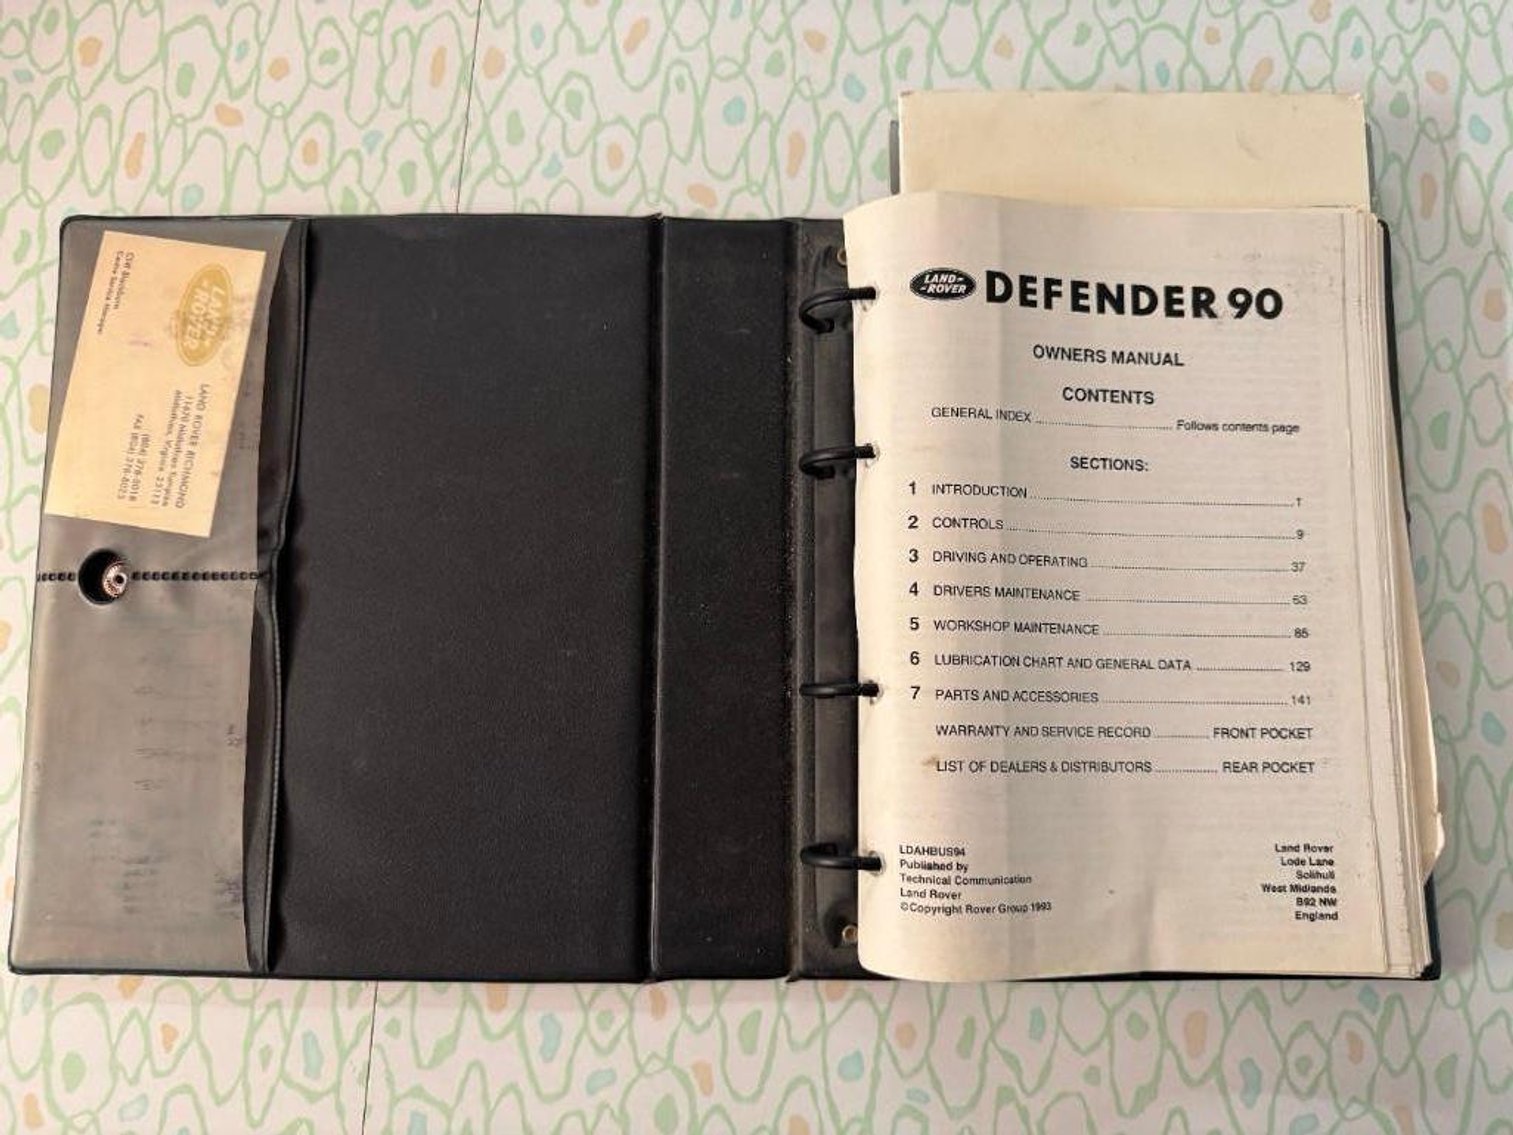 LAND ROVER RICHMOND
Midlothian, Virginia 23113
LAND-
-ROVER
DEFENDER 90
OWNERS MANUAL
CONTENTS
GENERAL INDEX ........ Follows contents page
SECTIONS:
1 INTRODUCTION ........ 1
2 CONTROLS ........ 9
3 DRIVING AND OPERATING ........ 37
4 DRIVERS MAINTENANCE ........ 63
5 WORKSHOP MAINTENANCE ........ 85
6 LUBRICATION CHART AND GENERAL DATA ........ 129
7 PARTS AND ACCESSORIES ........ 141
WARRANTY AND SERVICE RECORD ........ FRONT POCKET
LIST OF DEALERS & DISTRIBUTORS ........ REAR POCKET
LDAHBUS94
Published by
Technical Communication
Land Rover
©Copyright Rover Group 1993
Land Rover
Lode Lane
Solihull
West Midlands
B92 NW
England